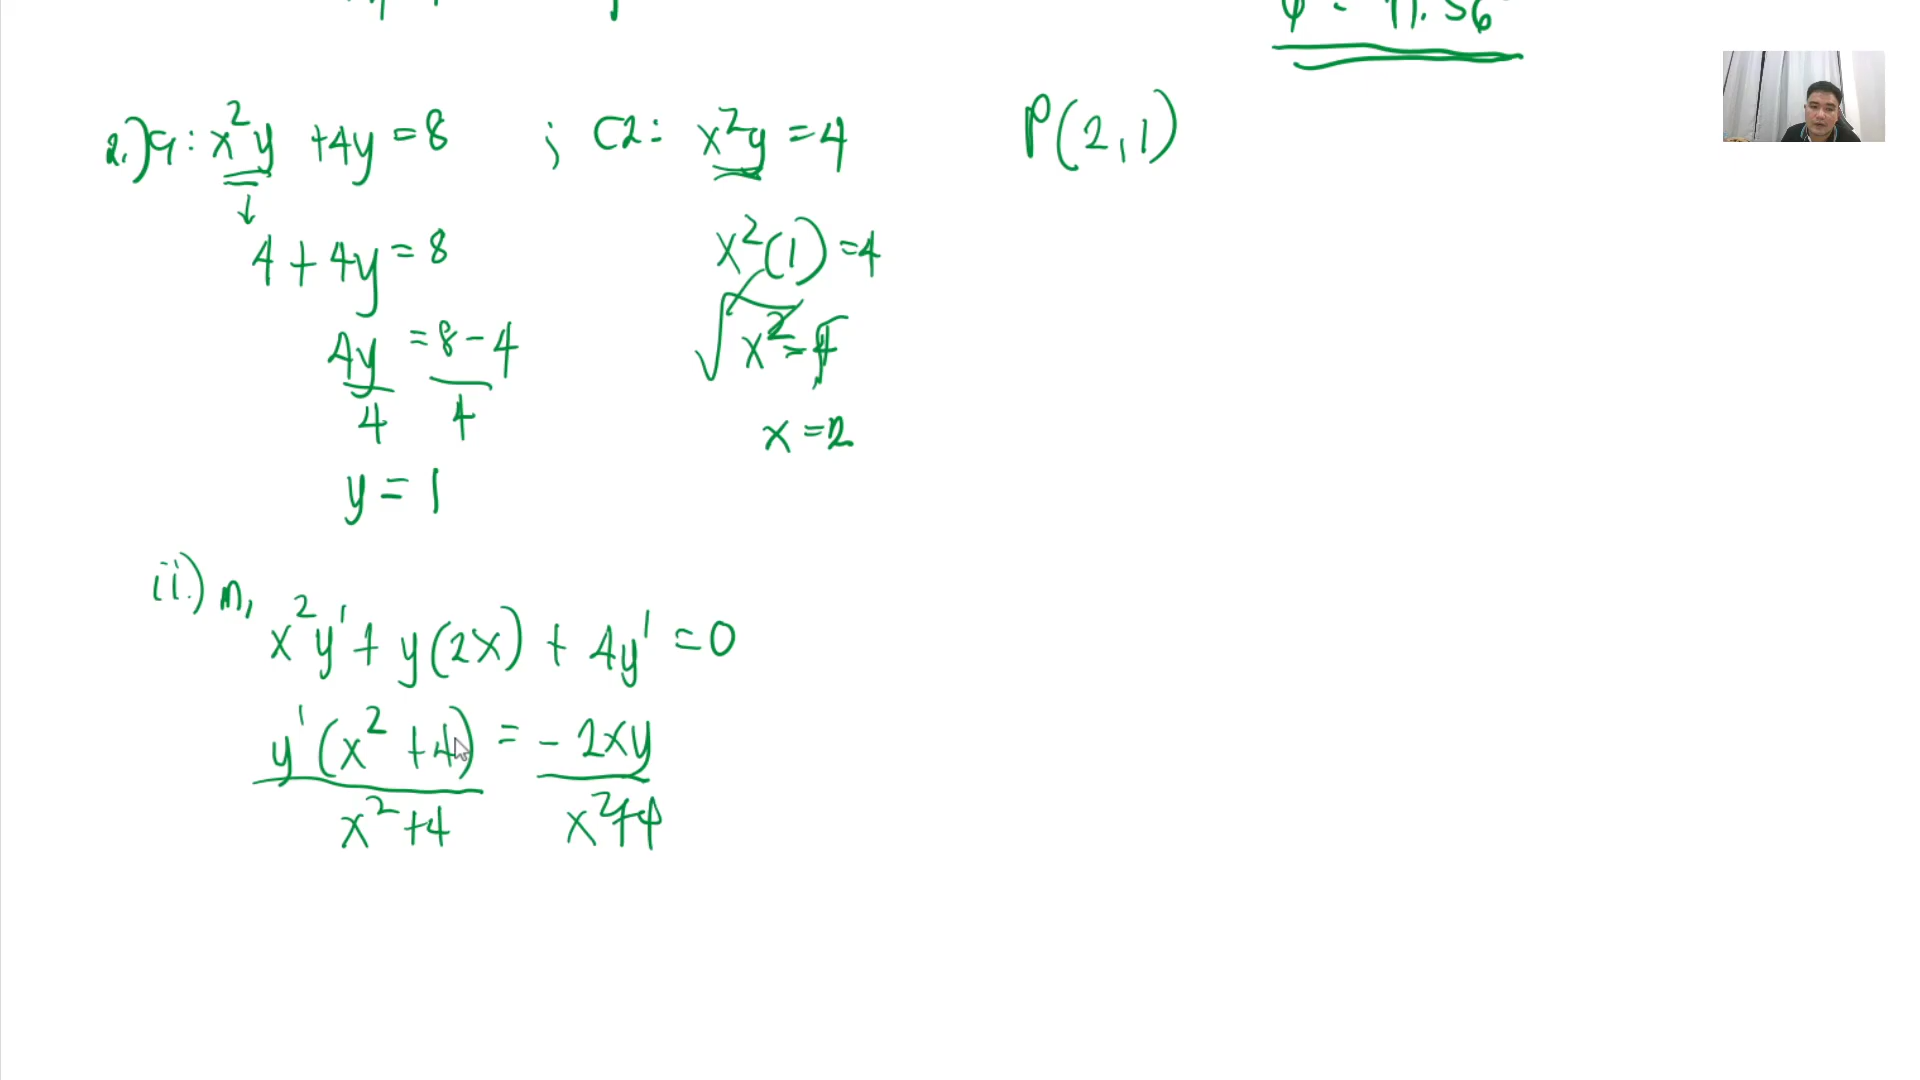 φ = 71.56°
2.) C1: x²y + 4y = 8 ; C2: x²y = 4 P(2,1)
↓
4 + 4y = 8 x²(1) = 4
4y/4 = 8-4/4 √x² = √4
x = 2
y = 1
ii.) m₁
x²y' + y(2x) + 4y' = 0
y'(x² + 4)/x²+4 = -2xy/x²+4